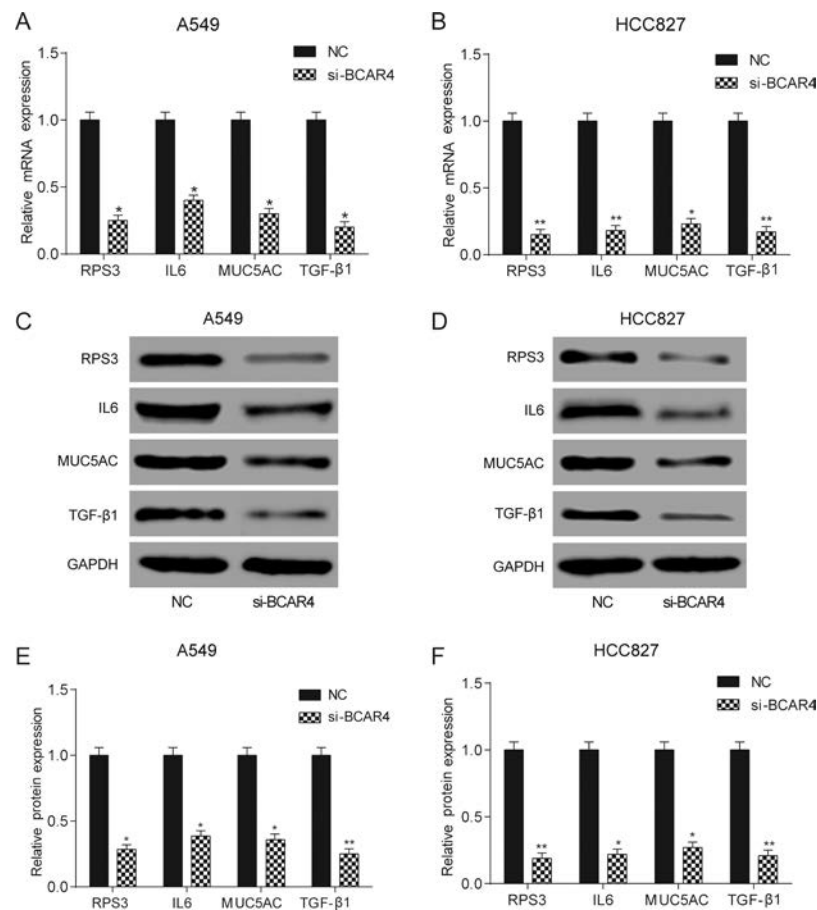 A
A549
NC
si-BCAR4
Relative mRNA expression
1.5
1.0
0.5
0.0
*
*
*
*
RPS3 IL6 MUC5AC TGF-β1
B
HCC827
NC
si-BCAR4
Relative mRNA expression
1.5
1.0
0.5
0.0
**
**
*
**
RPS3 IL6 MUC5AC TGF-β1
C
A549
RPS3
IL6
MUC5AC
TGF-β1
GAPDH
NC si-BCAR4
D
HCC827
RPS3
IL6
MUC5AC
TGF-β1
GAPDH
NC si-BCAR4
E
A549
NC
si-BCAR4
Relative protein expression
1.5
1.0
0.5
0.0
*
*
*
**
RPS3 IL6 MUC5AC TGF-β1
F
HCC827
NC
si-BCAR4
Relative protein expression
1.5
1.0
0.5
0.0
**
*
*
**
RPS3 IL6 MUC5AC TGF-β1